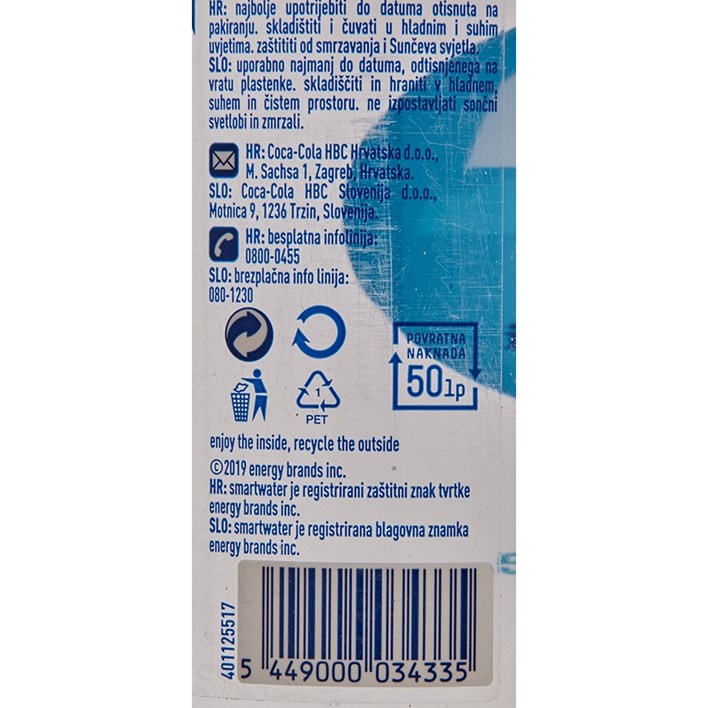 HR: najbolje upotrijebiti do datuma otisnuta na
pakiranju. skladištiti i čuvati u hladnim i suhim
uvjetima. zaštititi od smrzavanja i Sunčeva svjetla.
SLO: uporabno najmanj do datuma, odtisnjenega na
vratu plastenke. skladiščiti in hraniti v hladnem,
suhem in čistem prostoru. ne izpostavljati sončni
svetlobi in zmrzali.
HR: Coca-Cola HBC Hrvatska d.o.o.,
M. Sachsa 1, Zagreb, Hrvatska.
SLO: Coca-Cola HBC Slovenija d.o.o.,
Motnica 9, 1236 Trzin, Slovenija.
HR: besplatna infolinija:
0800-0455
SLO: brezplačna info linija:
080-1230
POVRATNA
NAKNADA
50lp
1
PET
enjoy the inside, recycle the outside
©2019 energy brands inc.
HR: smartwater je registrirani zaštitni znak tvrtke
energy brands inc.
SLO: smartwater je registrirana blagovna znamka
energy brands inc.
401125517
5 449000 034335